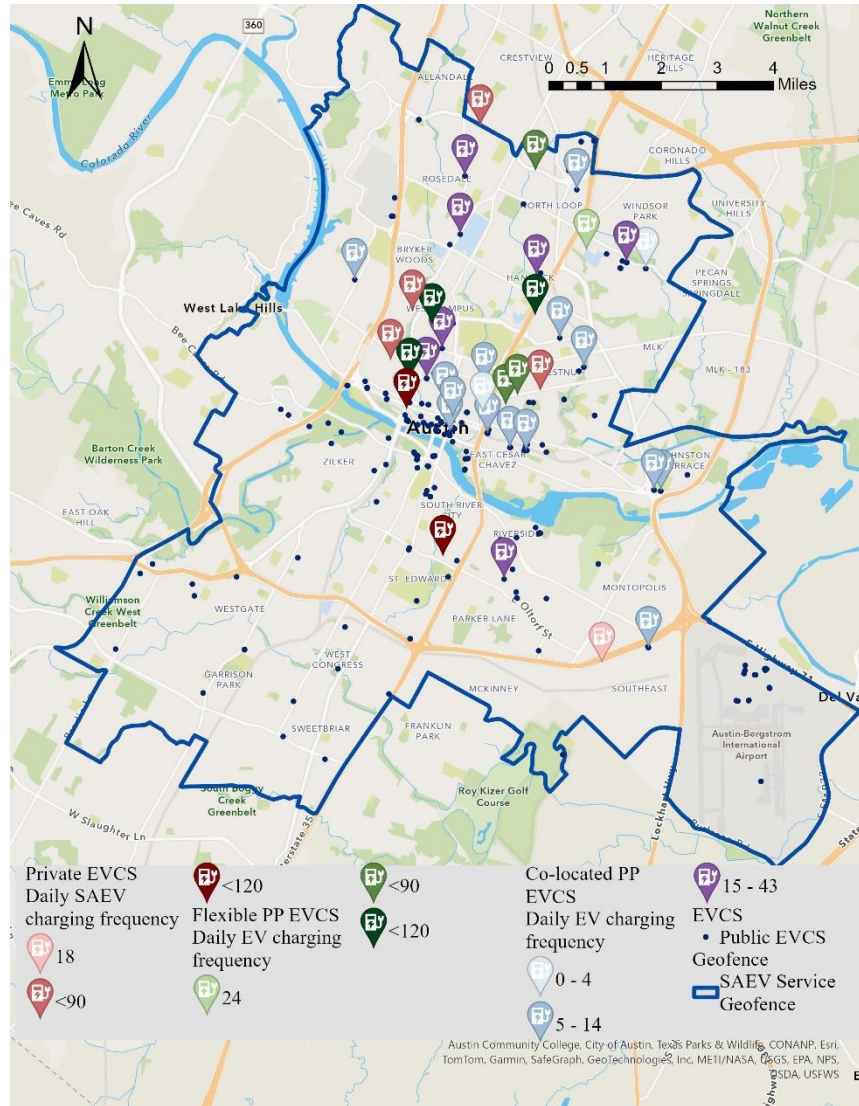 N
360
Northern
Walnut Creek
Greenbelt
CRESTVIEW
HERITAGE
HILLS
ALLANDALE
0 0.5 1 2 3 4
Miles
Colorado River
CORONADO
HILLS
ROSEDALE
NORTH LOOP
WINDSOR
PARK
UNIVERSITY
HILLS
ee Caves Rd
BRYKER
WOODS
PECAN
SPRINGS
SPRINGDALE
West Lake Hills
MLK
MLK - 183
Barton Creek
Wilderness Park
Austin
ZILKER
EAST CESAR
CHAVEZ
EAST OAK
HILL
SOUTH RIVER
CITY
RIVERSIDE
ST. EDWARD
MONTOPOLIS
Williamson
Creek West
Greenbelt
WESTGATE
PARKER LANE
E Oltorf St
WEST
CONGRESS
GARRISON
PARK
MCKINNEY
SOUTHEAST
E Highway 71
Del Va
SWEETBRIAR
FRANKLIN
PARK
Austin-Bergstrom
International
Airport
South Boggy
Creek
Greenbelt
Roy Kizer Golf
Course
W Slaughter Ln
erstate 35
Lockhart Hwy
State
Private EVCS
Daily SAEV
charging frequency
18
<90
<120
Flexible PP EVCS
Daily EV charging
frequency
24
<90
<120
Co-located PP
EVCS
Daily EV charging
frequency
0 - 4
5 - 14
15 - 43
EVCS
Public EVCS
Geofence
SAEV Service
Geofence
Austin Community College, City of Austin, Texas Parks & Wildlife, CONANP, Esri,
TomTom, Garmin, SafeGraph, GeoTechnologies, Inc, METI/NASA, USGS, EPA, NPS,
USDA, USFWS